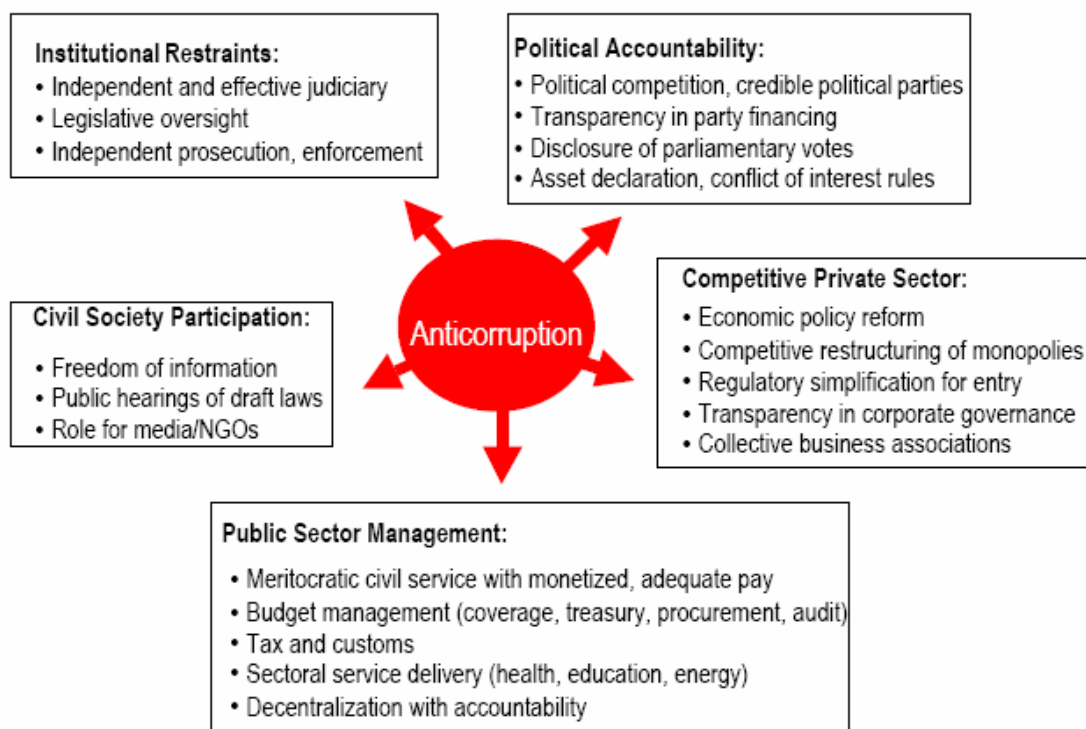 Institutional Restraints:
• Independent and effective judiciary
• Legislative oversight
• Independent prosecution, enforcement
Political Accountability:
• Political competition, credible political parties
• Transparency in party financing
• Disclosure of parliamentary votes
• Asset declaration, conflict of interest rules
Anticorruption
Civil Society Participation:
• Freedom of information
• Public hearings of draft laws
• Role for media/NGOs
Competitive Private Sector:
• Economic policy reform
• Competitive restructuring of monopolies
• Regulatory simplification for entry
• Transparency in corporate governance
• Collective business associations
Public Sector Management:
• Meritocratic civil service with monetized, adequate pay
• Budget management (coverage, treasury, procurement, audit)
• Tax and customs
• Sectoral service delivery (health, education, energy)
• Decentralization with accountability